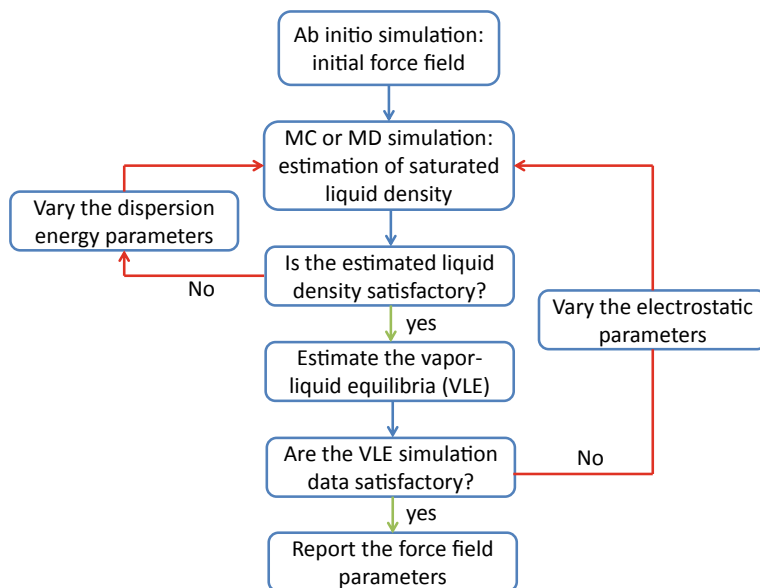 Ab initio simulation:
initial force field
MC or MD simulation:
estimation of saturated
liquid density
Vary the dispersion
energy parameters
Is the estimated liquid
density satisfactory?
No
yes
Vary the electrostatic
parameters
Estimate the vapor-
liquid equilibria (VLE)
Are the VLE simulation
data satisfactory?
No
yes
Report the force field
parameters